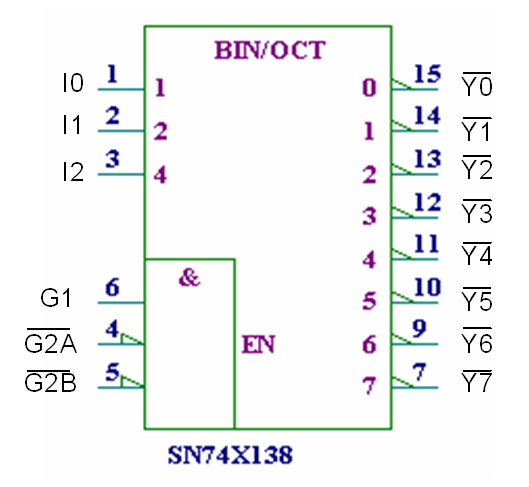 BIN/OCT
I0 1 1 0 15 Y0
I1 2 2 1 14 Y1
I2 3 4 2 13 Y2
3 12 Y3
4 11 Y4
&
G1 6 5 10 Y5
G2A 4 EN 6 9 Y6
G2B 5 7 7 Y7
SN74X138